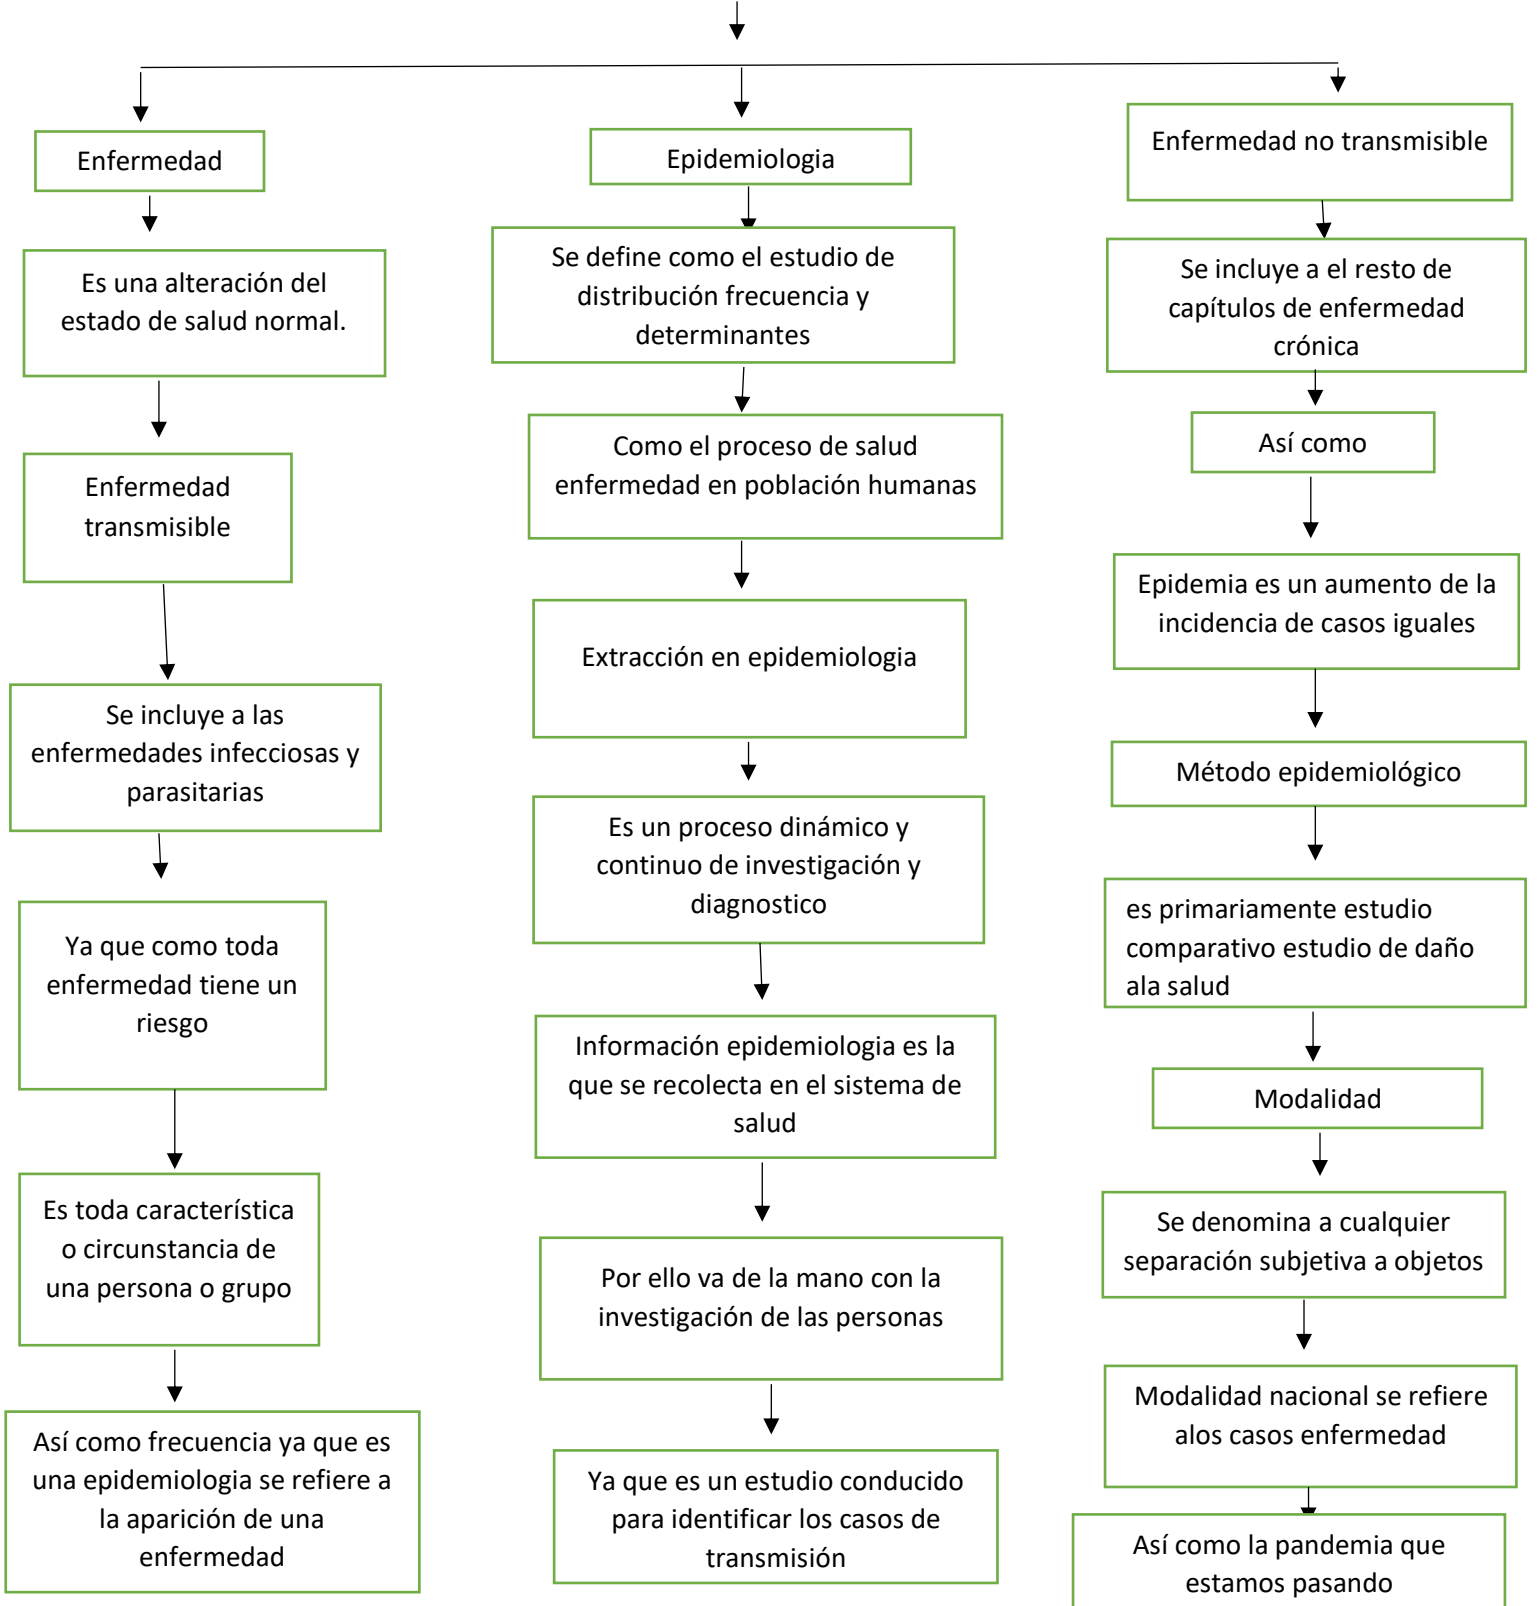 Enfermedad
Es una alteración del
estado de salud normal.
Enfermedad
transmisible
Se incluye a las
enfermedades infecciosas y
parasitarias
Ya que como toda
enfermedad tiene un
riesgo
Es toda característica
o circunstancia de
una persona o grupo
Así como frecuencia ya que es
una epidemiologia se refiere a
la aparición de una
enfermedad
Epidemiologia
Se define como el estudio de
distribución frecuencia y
determinantes
Como el proceso de salud
enfermedad en población humanas
Extracción en epidemiologia
Es un proceso dinámico y
continuo de investigación y
diagnostico
Información epidemiologia es la
que se recolecta en el sistema de
salud
Por ello va de la mano con la
investigación de las personas
Ya que es un estudio conducido
para identificar los casos de
transmisión
Enfermedad no transmisible
Se incluye a el resto de
capítulos de enfermedad
crónica
Así como
Epidemia es un aumento de la
incidencia de casos iguales
Método epidemiológico
es primariamente estudio
comparativo estudio de daño
ala salud
Modalidad
Se denomina a cualquier
separación subjetiva a objetos
Modalidad nacional se refiere
alos casos enfermedad
Así como la pandemia que
estamos pasando